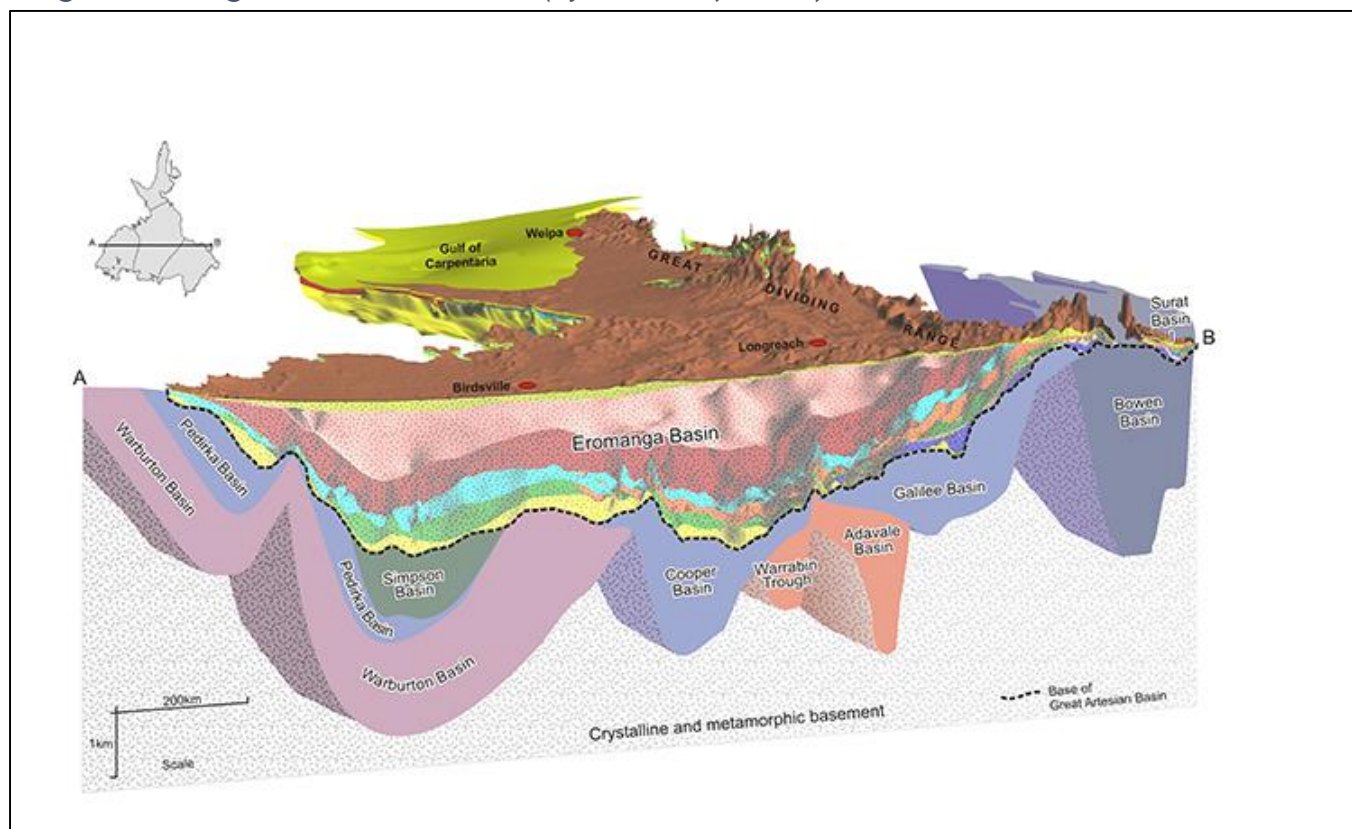 A
B
Gulf of
Carpentaria
Weipa
GREAT
DIVIDING
RANGE
Longreach
Birdsville
Surat
Basin
A
B
Warburton Basin
Pedirka Basin
Eromanga Basin
Bowen
Basin
Galilee Basin
Adavale
Basin
Warrabin
Trough
Cooper
Basin
Simpson
Basin
Pedirka Basin
Warburton Basin
200km
1km
Scale
Crystalline and metamorphic basement
Base of
Great Artesian Basin